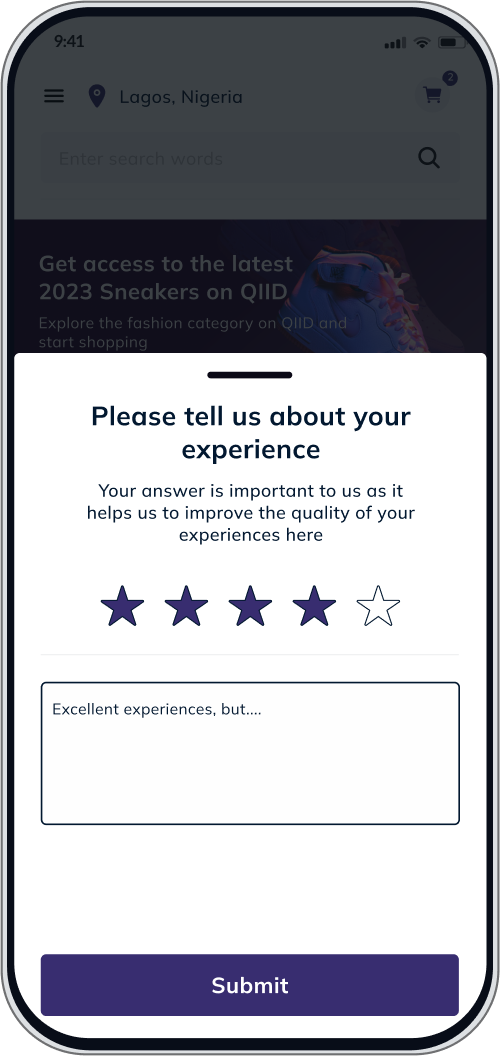 9:41
2
Lagos, Nigeria
Enter search words
Get access to the latest
2023 Sneakers on QIID
Explore the fashion category on QIID and
start shopping
Please tell us about your
experience
Your answer is important to us as it
helps us to improve the quality of your
experiences here
Excellent experiences, but....
Submit